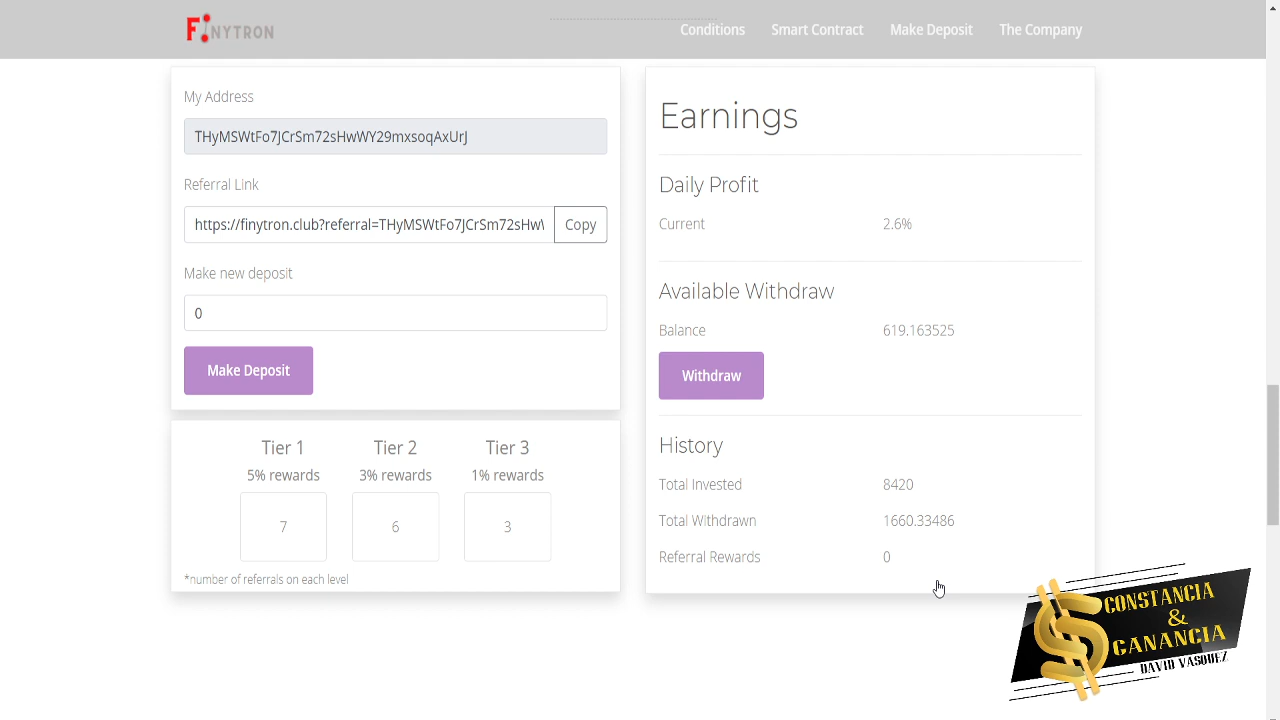 FINYTRON
Conditions
Smart Contract
Make Deposit
The Company
My Address
THyMSWtFo7JCrSm72sHwWY29mxsoqAxUrJ
Referral Link
https://finytron.club?referral=THyMSWtFo7JCrSm72sHw
Copy
Make new deposit
0
Make Deposit
Tier 1
Tier 2
Tier 3
5% rewards
3% rewards
1% rewards
7
6
3
*number of referrals on each level
Earnings
Daily Profit
Current
2.6%
Available Withdraw
Balance
619.163525
Withdraw
History
Total Invested
8420
Total Withdrawn
1660.33486
Referral Rewards
0
CONSTANCIA
&
GANANCIA
DAVID VASQUEZ